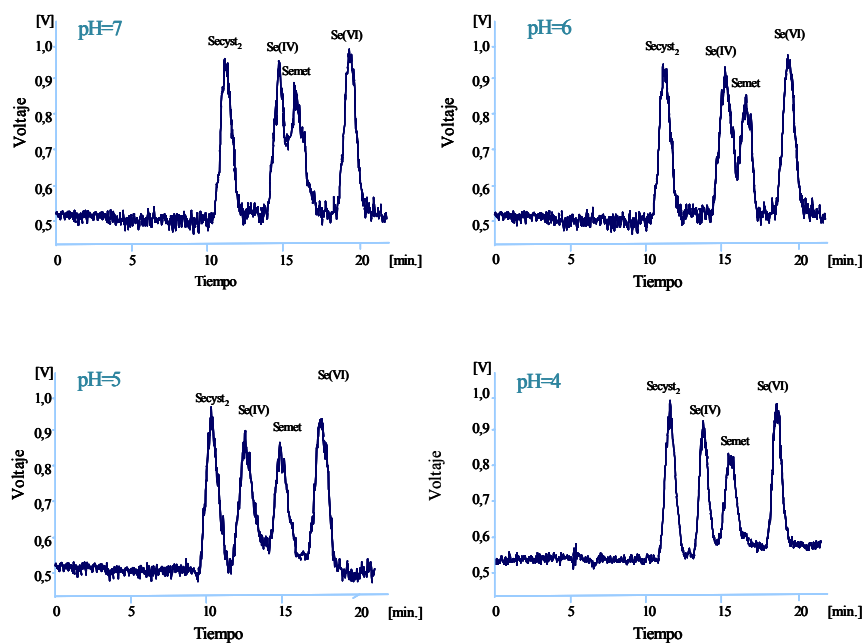 [V]
pH=7
Secyst2
Se(IV)
Semet
Se(VI)
1,0
0,9
0,8
0,7
0,6
0,5
Voltaje
0
5
10
15
20
[min.]
Tiempo
[V]
pH=6
Secyst2
Se(IV)
Semet
Se(VI)
1,0
0,9
0,8
0,7
0,6
0,5
Voltaje
0
5
10
15
20
[min.]
Tiempo
[V]
pH=5
Secyst2
Se(IV)
Semet
Se(VI)
1,0
0,9
0,8
0,7
0,6
0,5
Voltaje
0
5
10
15
20
[min.]
Tiempo
[V]
pH=4
Secyst2
Se(IV)
Semet
Se(VI)
1,0
0,9
0,8
0,7
0,6
0,5
Voltaje
0
5
10
15
20
[min.]
Tiempo